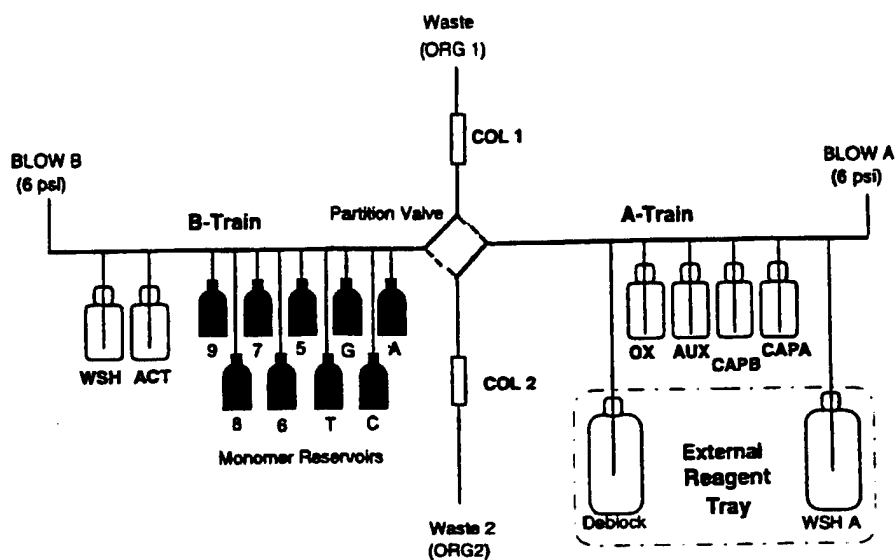 Waste
(ORG 1)
COL 1
BLOW B
(6 psi)
BLOW A
(6 psi)
B-Train
Partition Valve
A-Train
WSH
ACT
9
7
5
G
A
8
6
T
C
Monomer Reservoirs
COL 2
OX
AUX
CAPB
CAPA
External
Reagent
Tray
Deblock
WSH A
Waste 2
(ORG2)